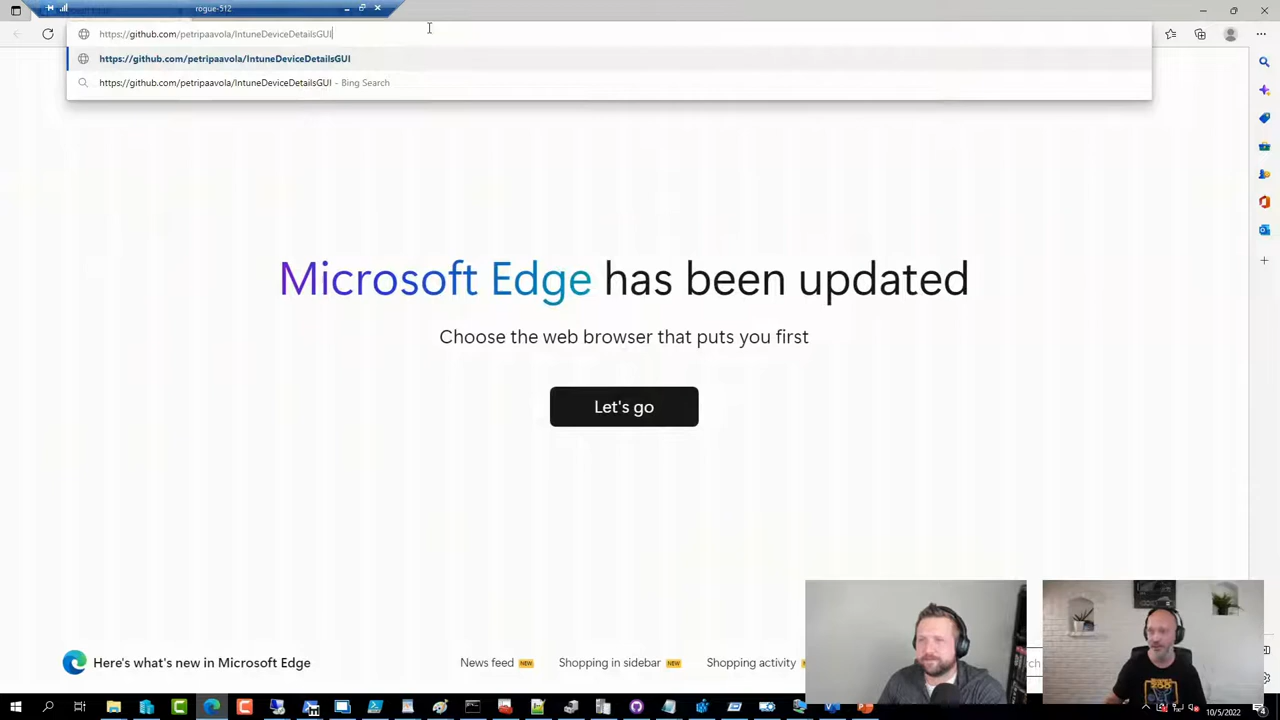 rogue-512
https://github.com/petripaavola/IntuneDeviceDetailsGUI
https://github.com/petripaavola/IntuneDeviceDetailsGUI
https://github.com/petripaavola/IntuneDeviceDetailsGUI - Bing Search
Microsoft Edge has been updated
Choose the web browser that puts you first
Let's go
Here's what's new in Microsoft Edge
News feed NEW
Shopping in sidebar NEW
Shopping activity
10/5/2022